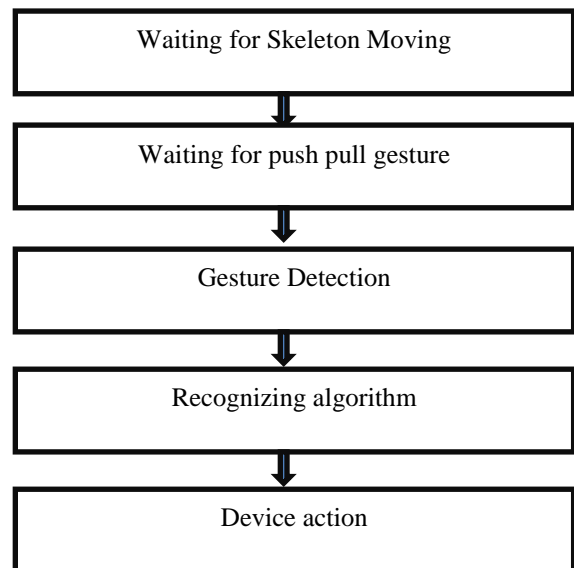 Waiting for Skeleton Moving
Waiting for push pull gesture
Gesture Detection
Recognizing algorithm
Device action